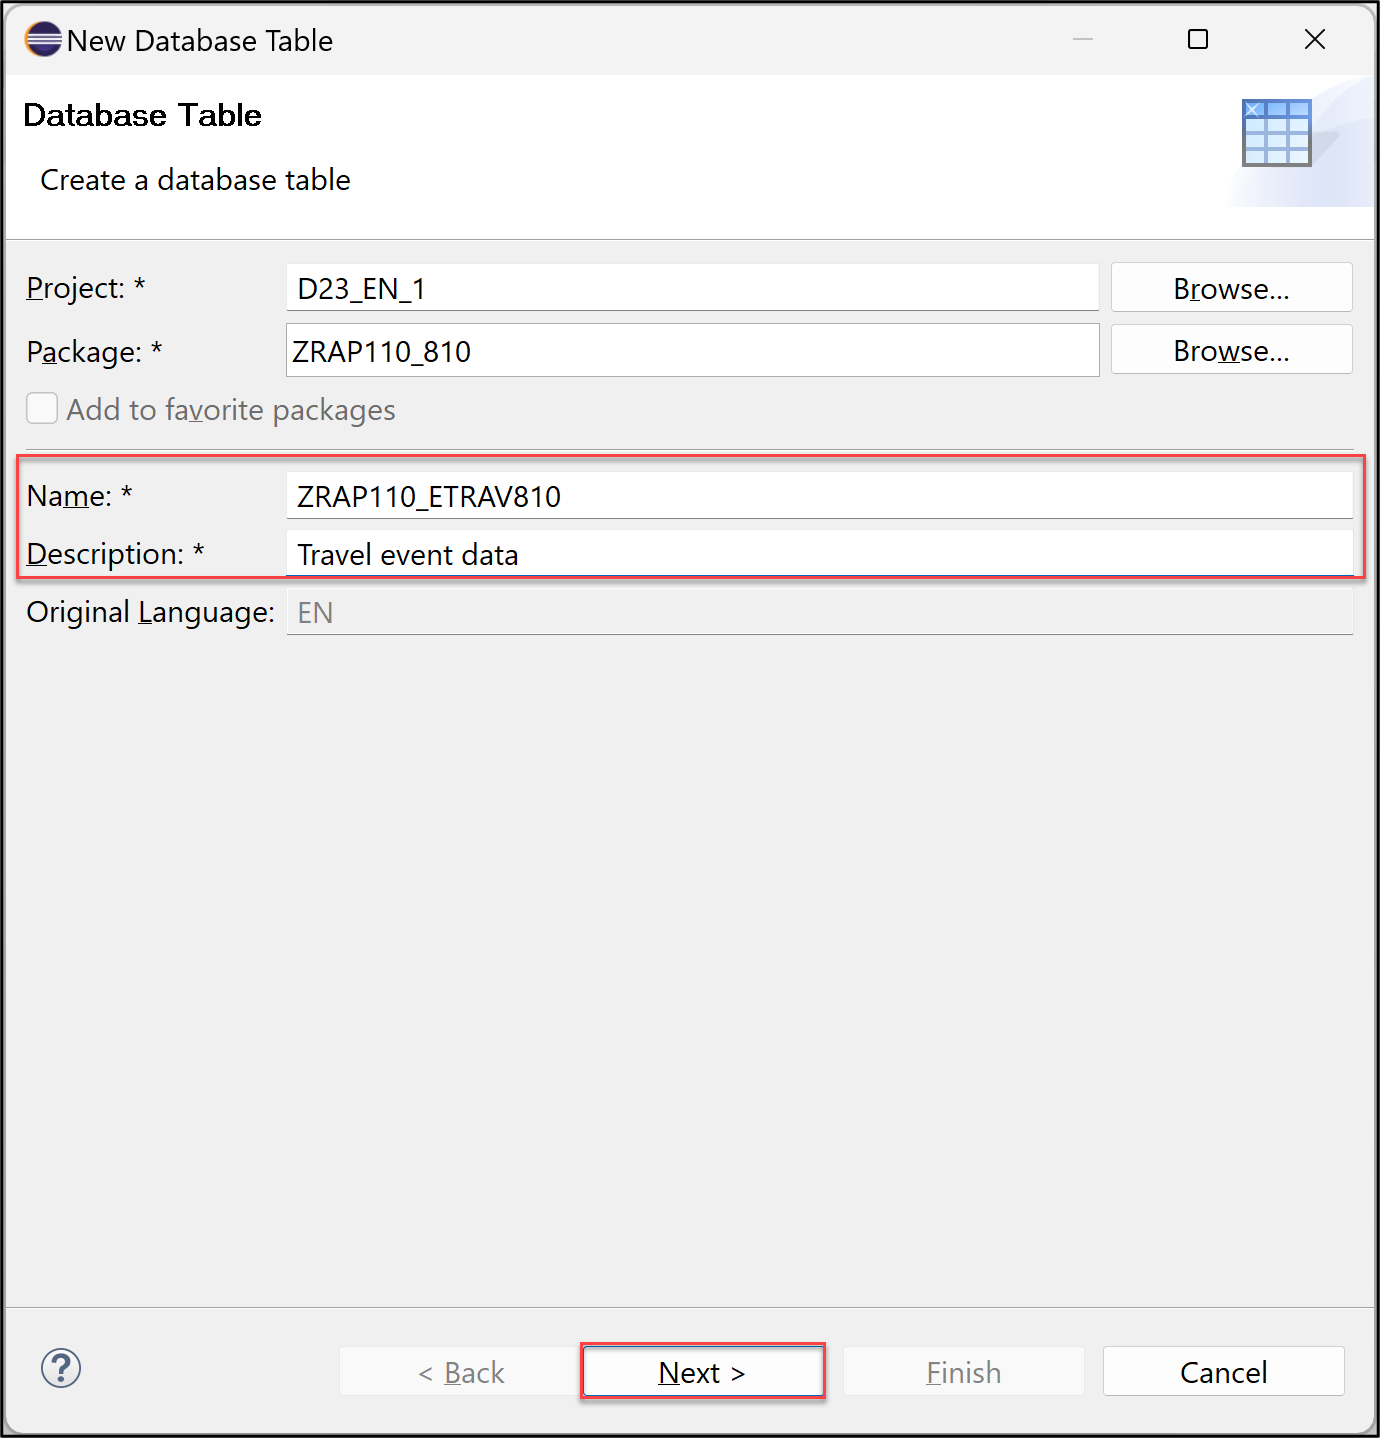 New Database Table
Database Table
Create a database table
Project: * D23_EN_1 Browse...
Package: * ZRAP110_810 Browse...
Add to favorite packages
Name: * ZRAP110_ETRAV810
Description: * Travel event data
Original Language: EN
? < Back Next > Finish Cancel